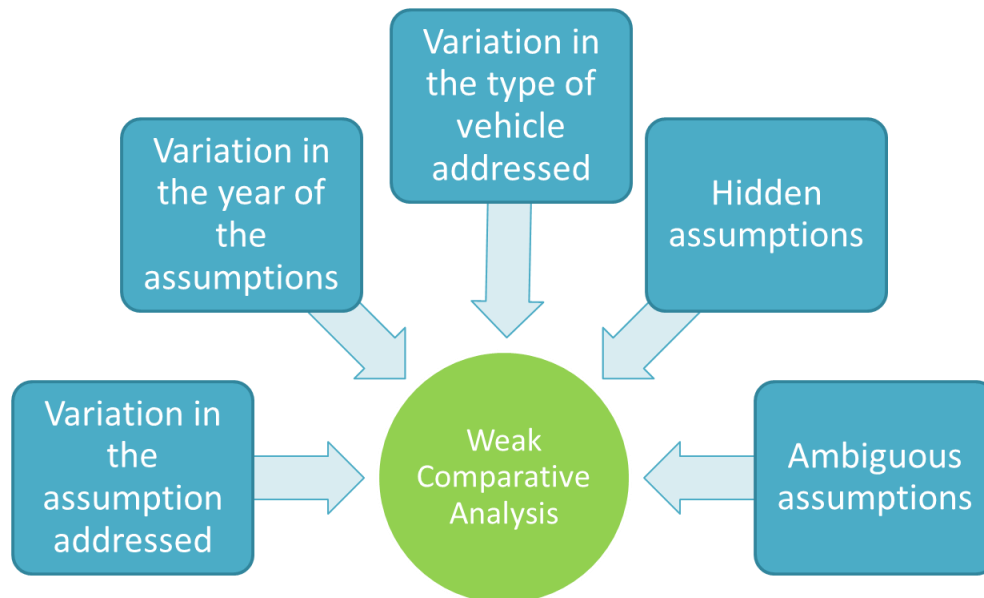 Variation in
the type of
vehicle
addressed
Variation in
the year of
the
assumptions
Hidden
assumptions
Variation in
the
assumption
addressed
Weak
Comparative
Analysis
Ambiguous
assumptions